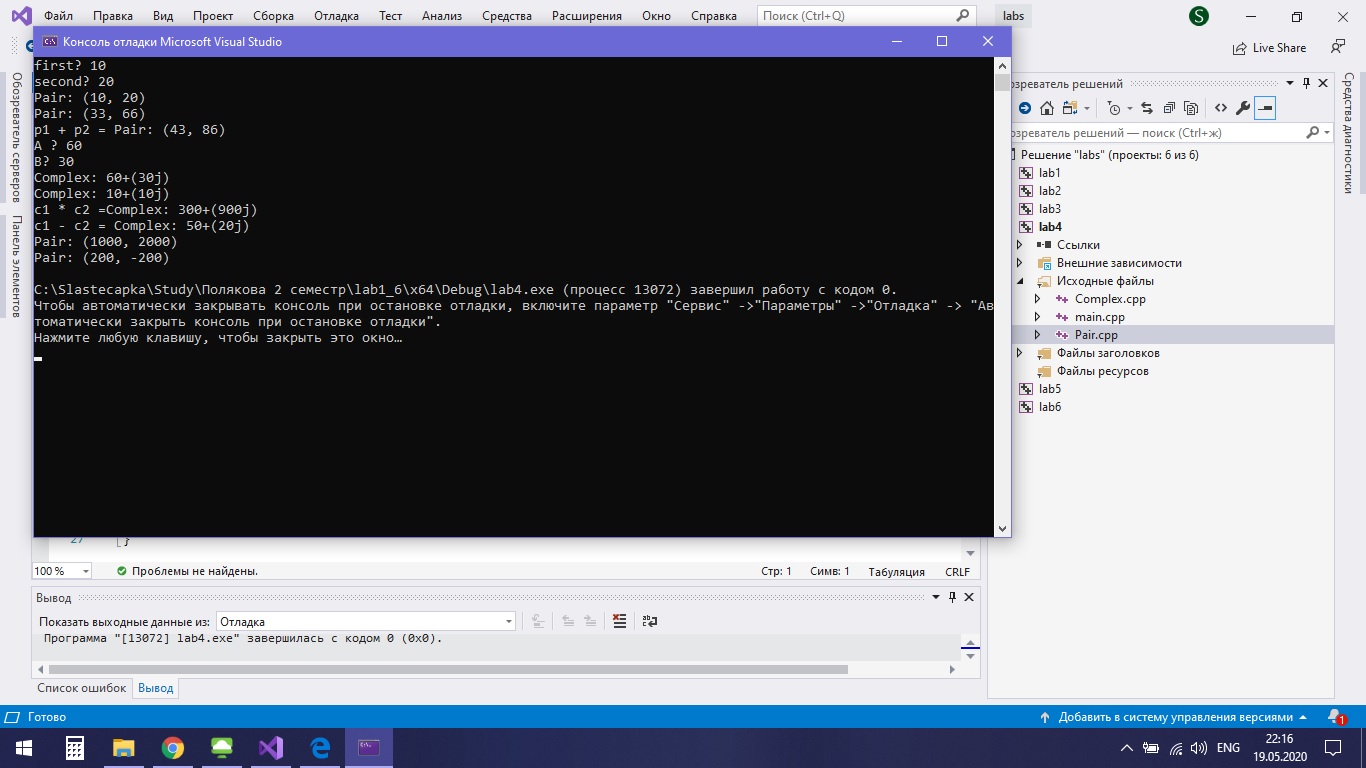 Файл Правка Вид Проект Сборка Отладка Тест Анализ Средства Расширения Окно Справка Поиск (Ctrl+Q) labs S
Live Share
Консоль отладки Microsoft Visual Studio
first? 10
second? 20
Pair: (10, 20)
Pair: (33, 66)
p1 + p2 = Pair: (43, 86)
A ? 60
B? 30
Complex: 60+(30j)
Complex: 10+(10j)
c1 * c2 =Complex: 300+(900j)
c1 - c2 = Complex: 50+(20j)
Pair: (1000, 2000)
Pair: (200, -200)
C:\Slastecapka\Study\Полякова 2 семестр\lab1_6\x64\Debug\lab4.exe (процесс 13072) завершил работу с кодом 0.
Чтобы автоматически закрывать консоль при остановке отладки, включите параметр "Сервис" ->"Параметры" ->"Отладка" -> "Ав
томатически закрыть консоль при остановке отладки".
Нажмите любую клавишу, чтобы закрыть это окно…
Обозреватель серверов
Панель элементов
озреватель решений
озреватель решений — поиск (Ctrl+ж)
Решение "labs" (проекты: 6 из 6)
lab1
lab2
lab3
lab4
Ссылки
Внешние зависимости
Исходные файлы
Complex.cpp
main.cpp
Pair.cpp
Файлы заголовков
Файлы ресурсов
lab5
lab6
Средства диагностики
27 }
100 % Проблемы не найдены. Стр: 1 Симв: 1 Табуляция CRLF
Вывод
Показать выходные данные из: Отладка
Программа "[13072] lab4.exe" завершилась с кодом 0 (0x0).
Список ошибок Вывод
Готово Добавить в систему управления версиями 1
ENG 22:16
19.05.2020